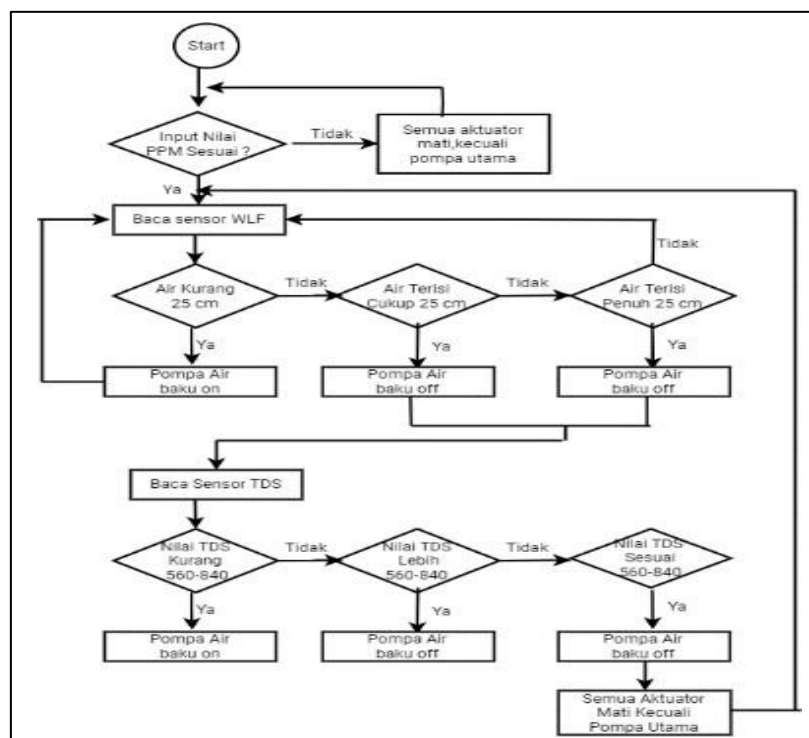 Start
Input Nilai
PPM Sesuai ?
Tidak
Semua aktuator
mati,kecuali
pompa utama
Ya
Baca sensor WLF
Tidak
Air Kurang
25 cm
Tidak
Air Terisi
Cukup 25 cm
Tidak
Air Terisi
Penuh 25 cm
Ya
Ya
Ya
Pompa Air
baku on
Pompa Air
baku off
Pompa Air
baku off
Baca Sensor TDS
Nilai TDS
Kurang
560-840
Tidak
Nilai TDS
Lebih
560-840
Tidak
Nilai TDS
Sesuai
560-840
Ya
Ya
Ya
Pompa Air
baku on
Pompa Air
baku off
Pompa Air
baku off
Semua Aktuator
Mati Kecuali
Pompa Utama